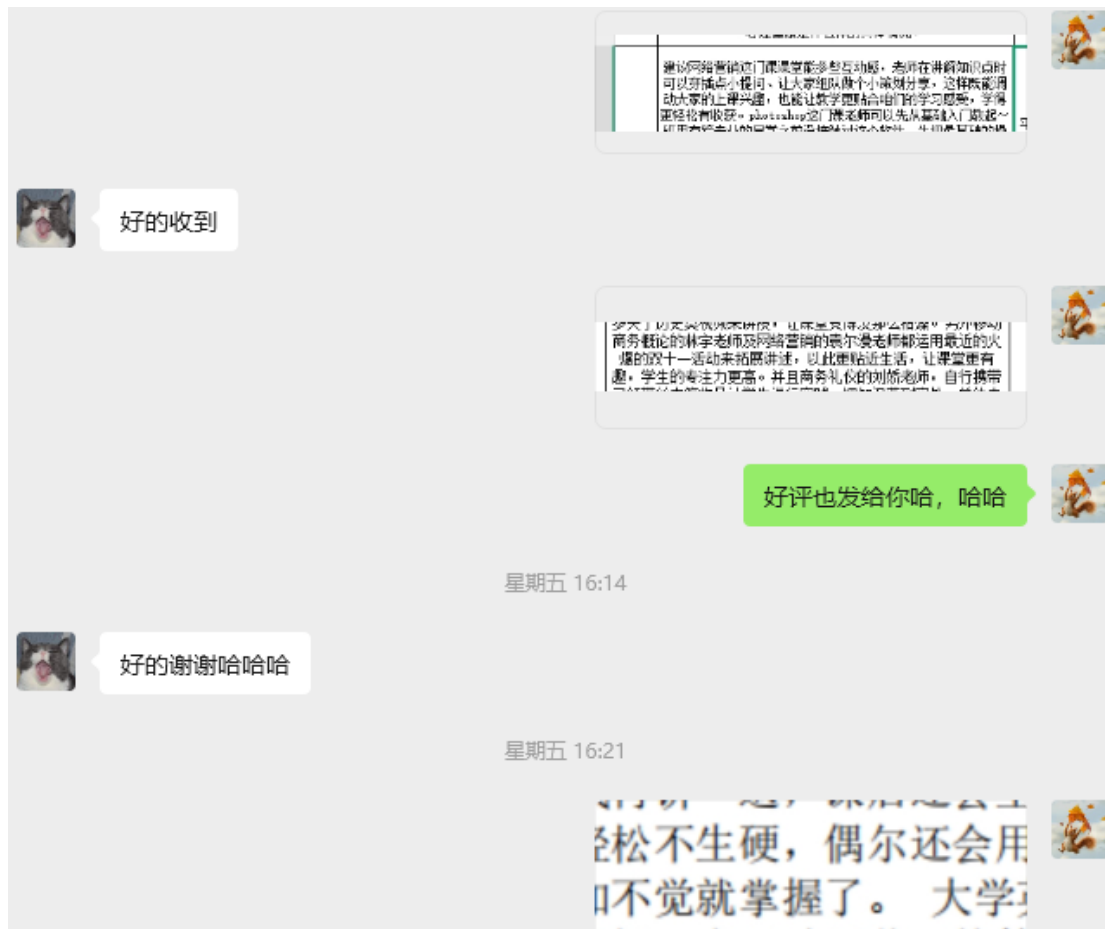 建议网络营销这门课课堂能多些互动感，老师在讲解知识点时
可以穿插点小提问、让大家组队做个小策划分享，这样既能调
动大家的上课兴趣，也能让教学更贴合咱们的学习感受，学得
更轻松有收获。photoshop这门课老师可以先从基础入门教起～
好的收到
商务概论的林字老师及网络营销的袁尔漫老师都运用最近的火
爆的双十一活动来拓展讲述，以此更贴近生活，让课堂更有
趣，学生的专注力更高。并且商务礼仪的刘娇老师，自行携带
好评也发给你哈，哈哈
星期五 16:14
好的谢谢哈哈哈
星期五 16:21
轻松不生硬，偶尔还会用
知不觉就掌握了。 大学